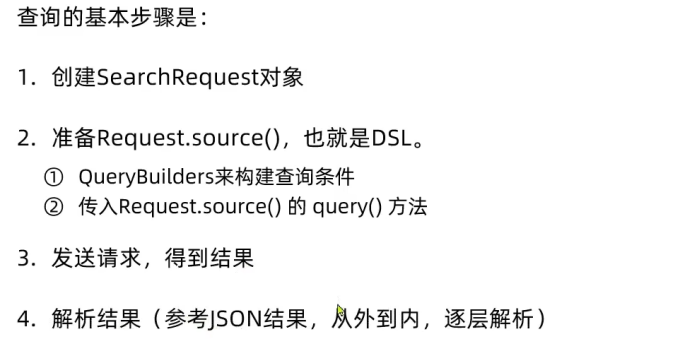 查询的基本步骤是：
1. 创建SearchRequest对象
2. 准备Request.source()，也就是DSL。
① QueryBuilders来构建查询条件
② 传入Request.source() 的 query() 方法
3. 发送请求，得到结果
4. 解析结果（参考JSON结果，从外到内，逐层解析）